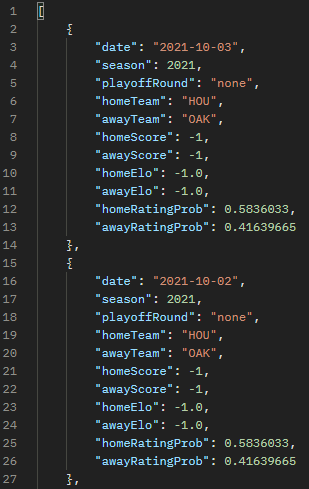 1 [
2 {
3 "date": "2021-10-03",
4 "season": 2021,
5 "playoffRound": "none",
6 "homeTeam": "HOU",
7 "awayTeam": "OAK",
8 "homeScore": -1,
9 "awayScore": -1,
10 "homeElo": -1.0,
11 "awayElo": -1.0,
12 "homeRatingProb": 0.5836033,
13 "awayRatingProb": 0.41639665
14 },
15 {
16 "date": "2021-10-02",
17 "season": 2021,
18 "playoffRound": "none",
19 "homeTeam": "HOU",
20 "awayTeam": "OAK",
21 "homeScore": -1,
22 "awayScore": -1,
23 "homeElo": -1.0,
24 "awayElo": -1.0,
25 "homeRatingProb": 0.5836033,
26 "awayRatingProb": 0.41639665
27 },